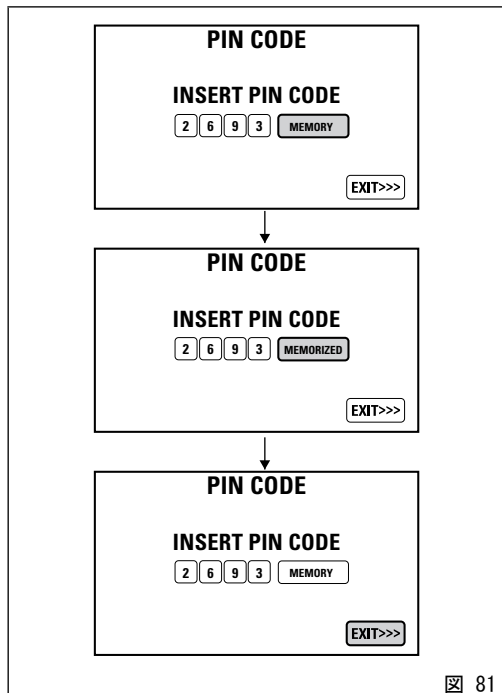 PIN CODE
INSERT PIN CODE
2 6 9 3 MEMORY
EXIT>>>
PIN CODE
INSERT PIN CODE
2 6 9 3 MEMORIZED
EXIT>>>
PIN CODE
INSERT PIN CODE
2 6 9 3 MEMORY
EXIT>>>
図 81